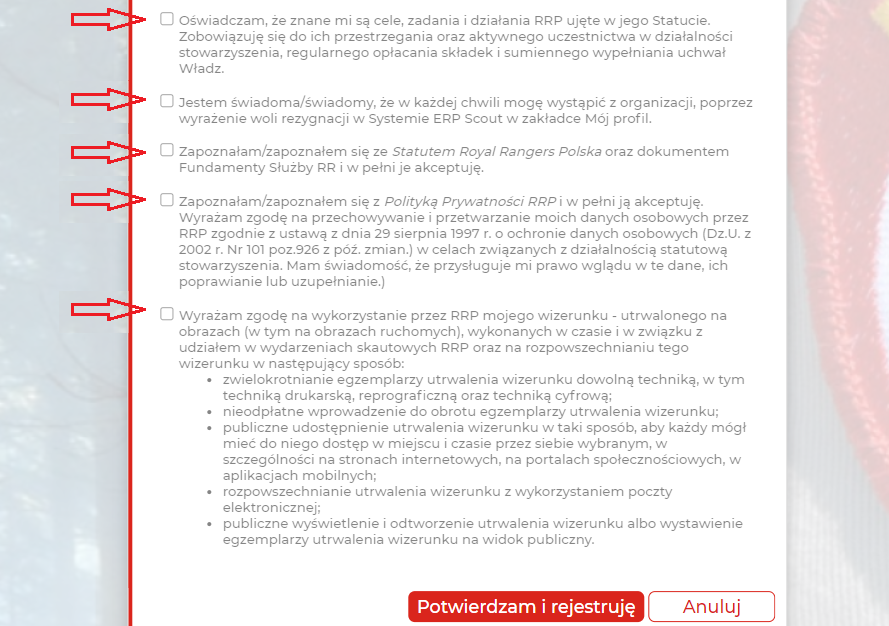 Oświadczam, że znane mi są cele, zadania i działania RRP ujęte w jego Statucie.
Zobowiązuję się do ich przestrzegania oraz aktywnego uczestnictwa w działalności
stowarzyszenia, regularnego opłacania składek i sumiennego wypełniania uchwał
Władz.
Jestem świadoma/świadomy, że w każdej chwili mogę wystąpić z organizacji, poprzez
wyrażenie woli rezygnacji w Systemie ERP Scout w zakładce Mój profil.
Zapoznałam/zapoznałem się ze Statutem Royal Rangers Polska oraz dokumentem
Fundamenty Służby RR i w pełni je akceptuję.
Zapoznałam/zapoznałem się z Polityką Prywatności RRP i w pełni ją akceptuję.
Wyrażam zgodę na przechowywanie i przetwarzanie moich danych osobowych przez
RRP zgodnie z ustawą z dnia 29 sierpnia 1997 r. o ochronie danych osobowych (Dz.U. z
2002 r. Nr 101 poz.926 z póź. zmian.) w celach związanych z działalnością statutową
stowarzyszenia. Mam świadomość, że przysługuje mi prawo wglądu w te dane, ich
poprawianie lub uzupełnianie.)
Wyrażam zgodę na wykorzystanie przez RRP mojego wizerunku - utrwalonego na
obrazach (w tym na obrazach ruchomych), wykonanych w czasie i w związku z
udziałem w wydarzeniach skautowych RRP oraz na rozpowszechnianiu tego
wizerunku w następujący sposób:
• zwielokrotnianie egzemplarzy utrwalenia wizerunku dowolną techniką, w tym
techniką drukarską, reprograficzną oraz techniką cyfrową;
• nieodpłatne wprowadzenie do obrotu egzemplarzy utrwalenia wizerunku;
• publiczne udostępnienie utrwalenia wizerunku w taki sposób, aby każdy mógł
mieć do niego dostęp w miejscu i czasie przez siebie wybranym, w
szczególności na stronach internetowych, na portalach społecznościowych, w
aplikacjach mobilnych;
• rozpowszechnianie utrwalenia wizerunku z wykorzystaniem poczty
elektronicznej;
• publiczne wyświetlenie i odtworzenie utrwalenia wizerunku albo wystawienie
egzemplarzy utrwalenia wizerunku na widok publiczny.
Potwierdzam i rejestruję Anuluj